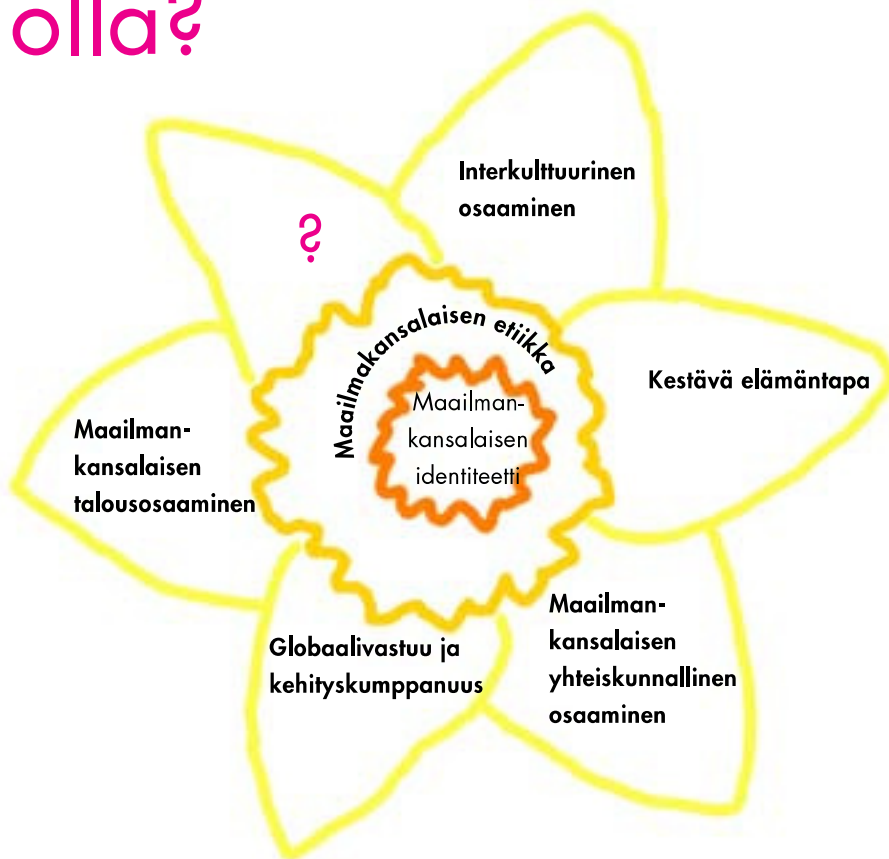 olla?
Interkulttuurinen
osaaminen
?
Maailmakansalaisen etiikka
Kestävä elämäntapa
Maailman-
kansalaisen
identiteetti
Maailman-
kansalaisen
talousosaaminen
Maailman-
kansalaisen
yhteiskunnallinen
osaaminen
Globaalivastuu ja
kehityskumppanuus